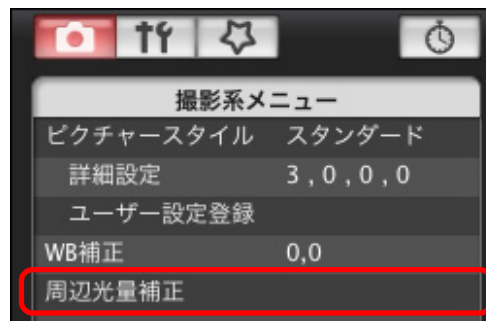 撮影系メニュー
ピクチャースタイル スタンダード
詳細設定 3,0,0,0
ユーザー設定登録
WB補正 0,0
周辺光量補正